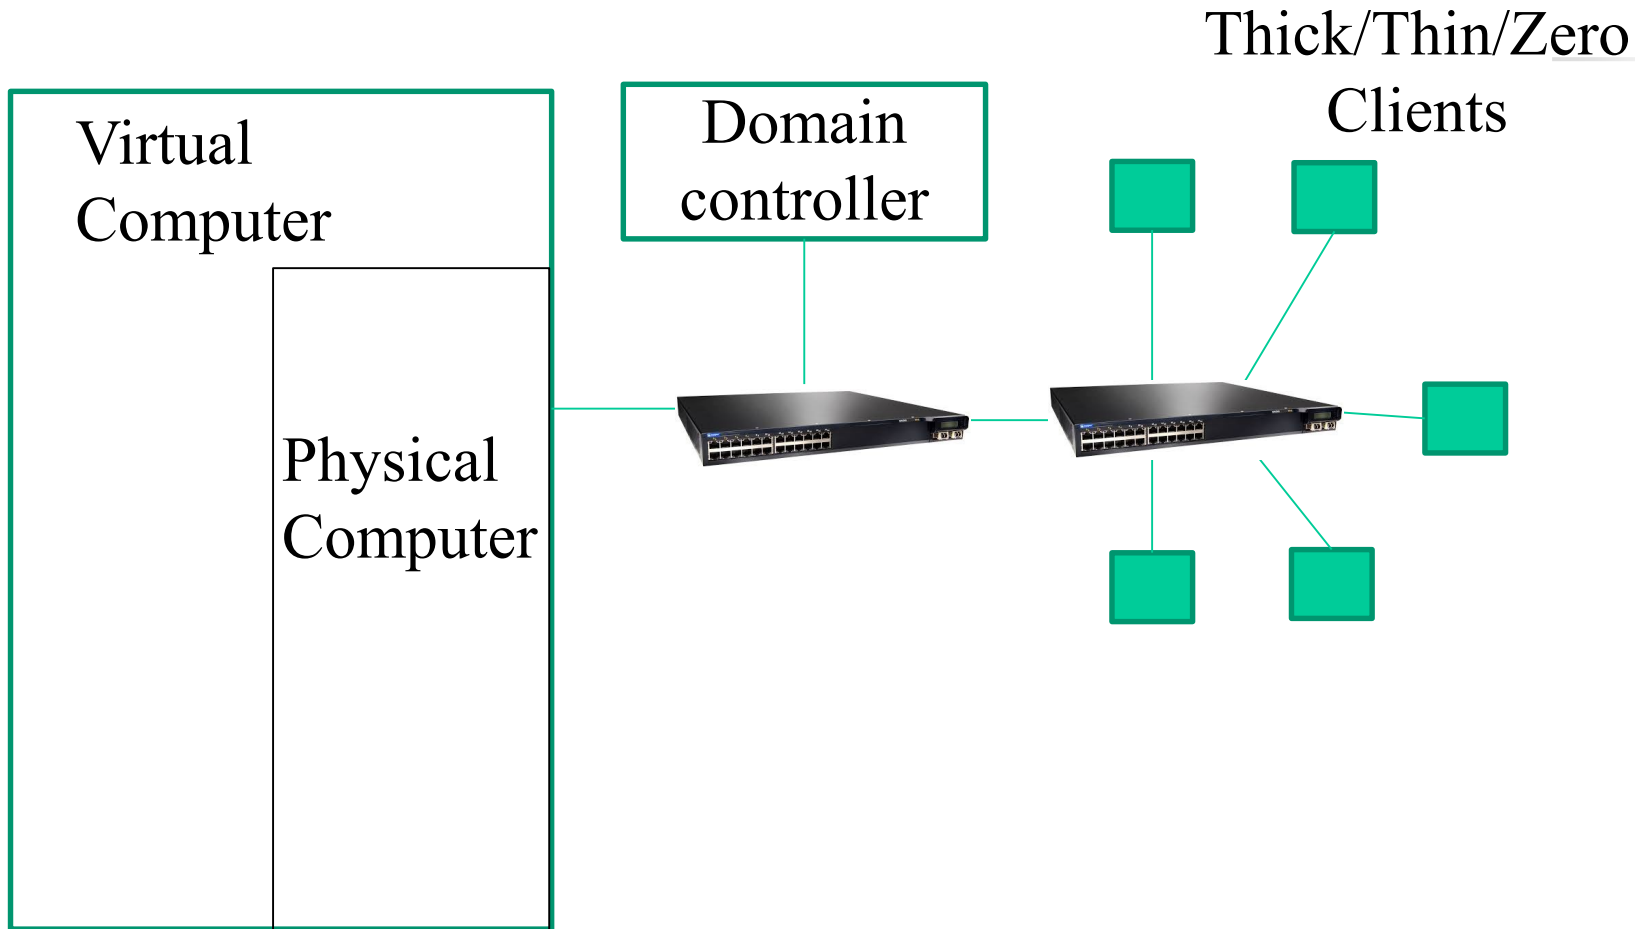 Thick/Thin/Zero
Clients
Virtual
Computer
Domain
controller
Physical
Computer